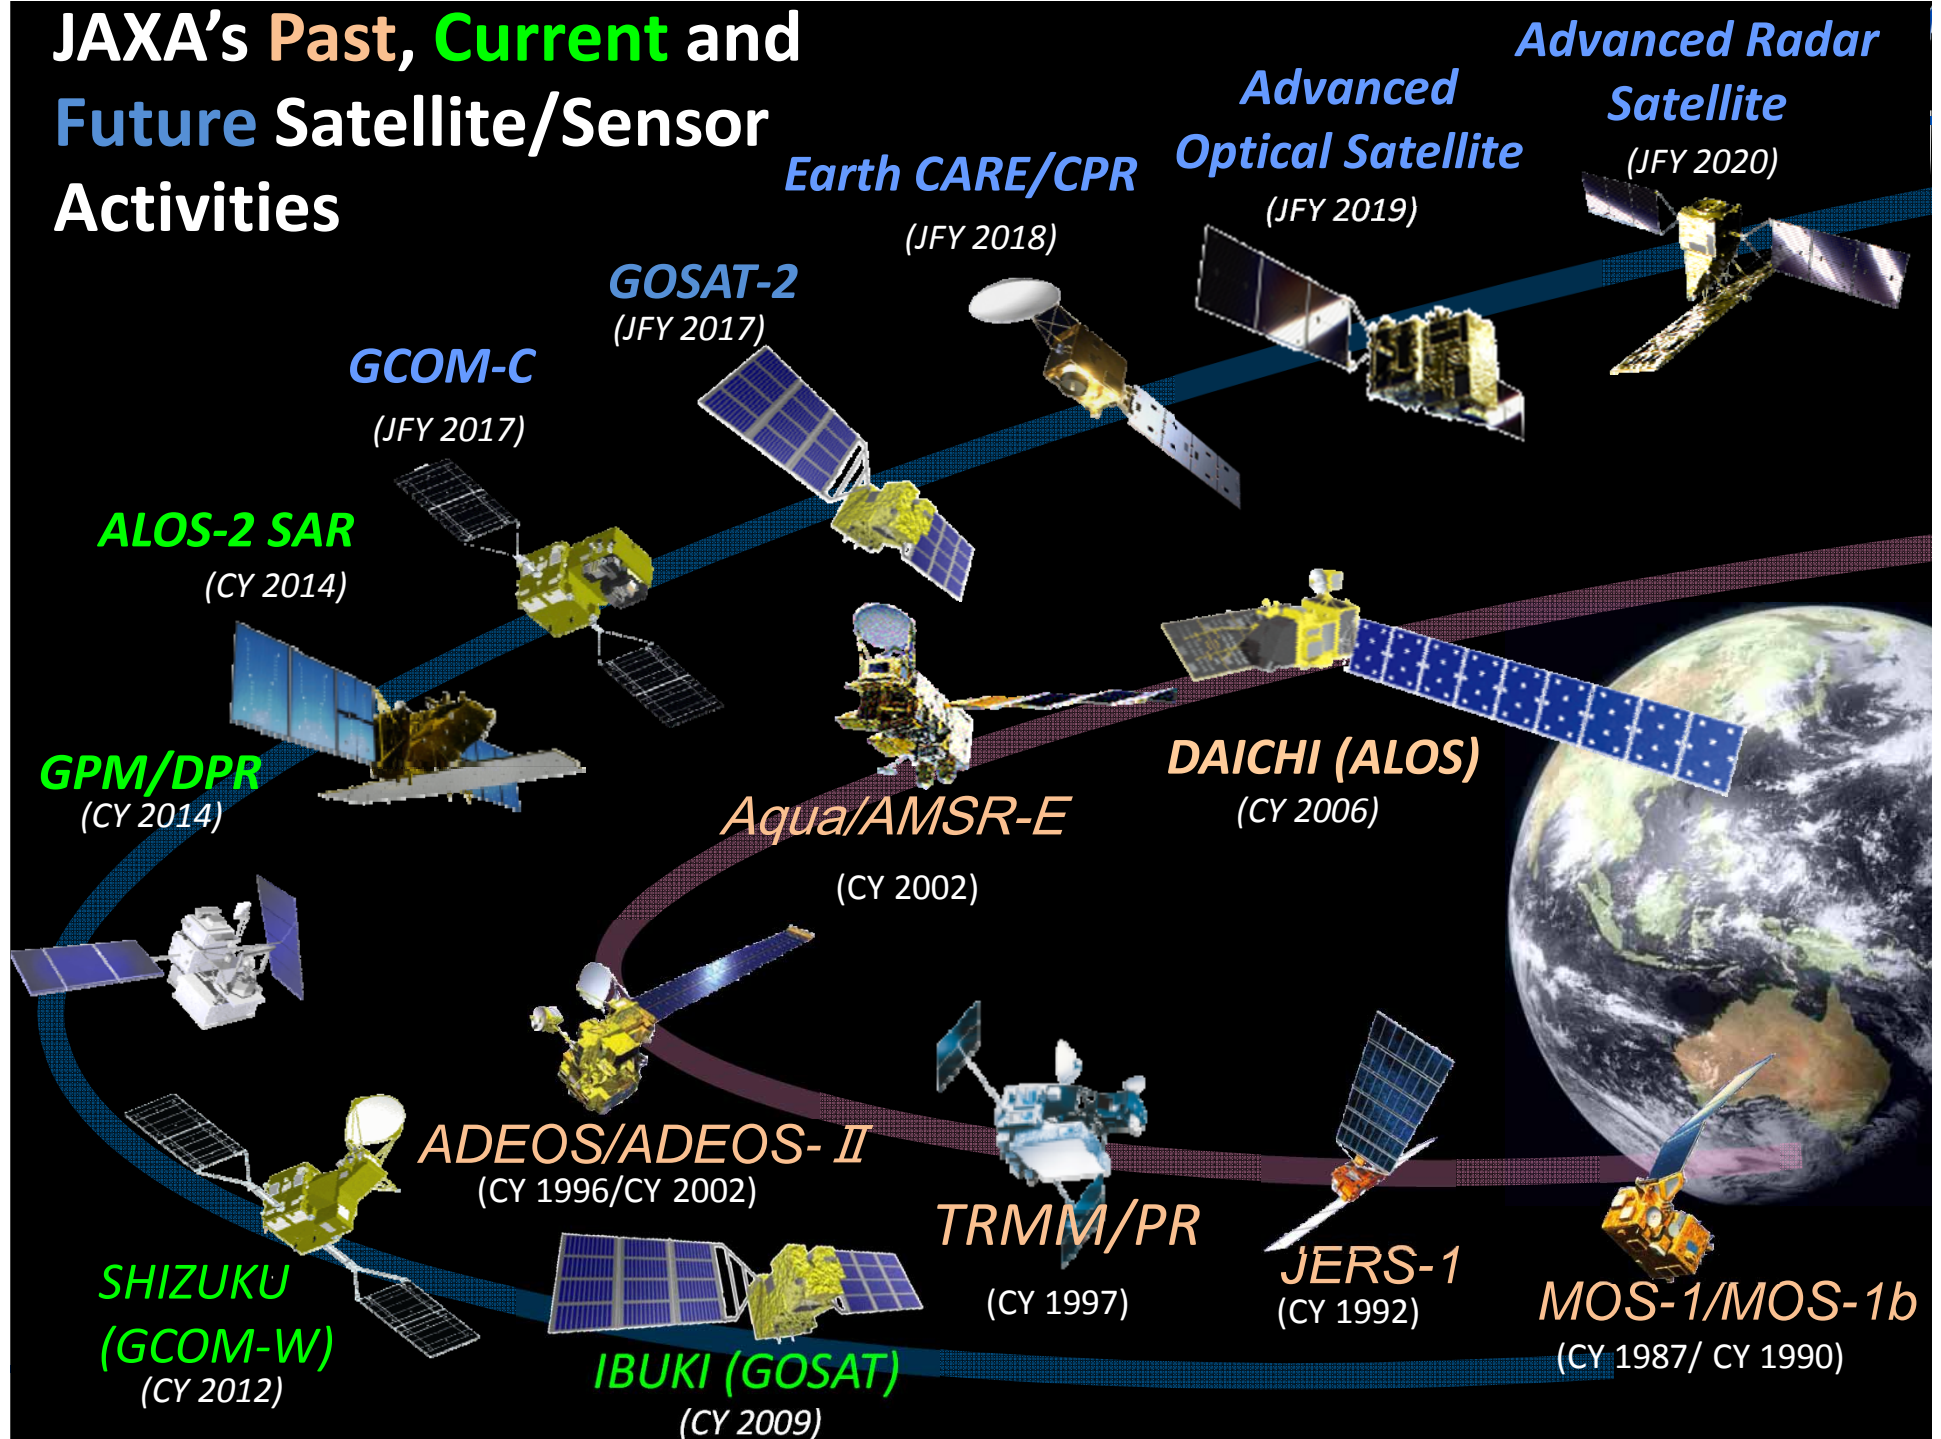 JAXA's Past, Current and
Future Satellite/Sensor
Activities
Advanced Radar
Satellite
(JFY 2020)
Advanced
Optical Satellite
(JFY 2019)
Earth CARE/CPR
(JFY 2018)
GOSAT-2
(JFY 2017)
GCOM-C
(JFY 2017)
ALOS-2 SAR
(CY 2014)
GPM/DPR
(CY 2014)
Aqua/AMSR-E
(CY 2002)
DAICHI (ALOS)
(CY 2006)
ADEOS/ADEOS-Ⅱ
(CY 1996/CY 2002)
TRMM/PR
(CY 1997)
JERS-1
(CY 1992)
MOS-1/MOS-1b
(CY 1987/ CY 1990)
SHIZUKU
(GCOM-W)
(CY 2012)
IBUKI (GOSAT)
(CY 2009)